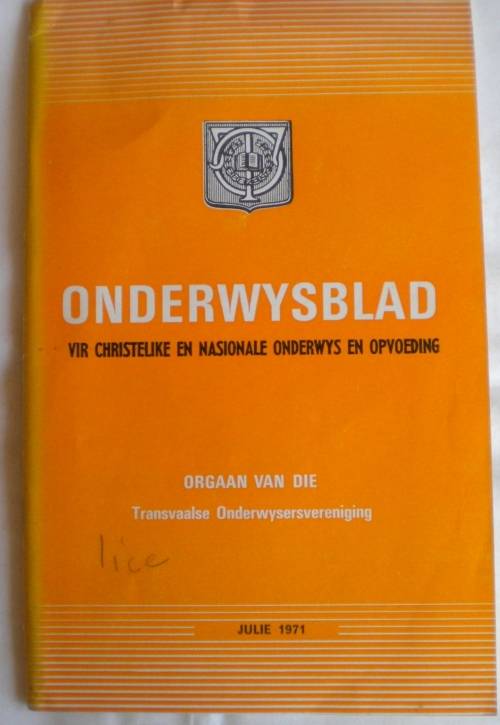 ONDERWYSBLAD
VIR CHRISTELIKE EN NASIONALE ONDERWYS EN OPVOEDING
ORGAAN VAN DIE
Transvaalse Onderwysersvereniging
lice
JULIE 1971